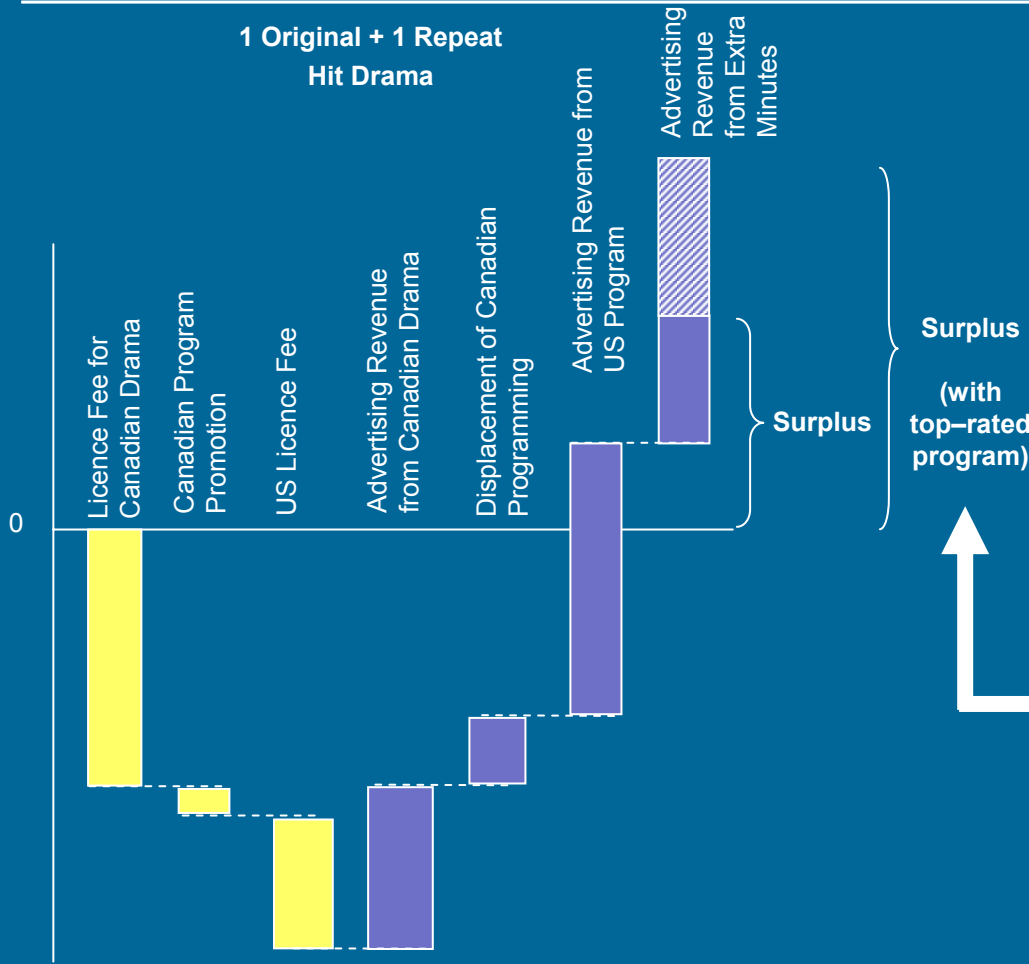 1 Original + 1 Repeat
Hit Drama
Licence Fee for
Canadian Drama
Canadian Program
Promotion
US Licence Fee
Advertising Revenue
from Canadian Drama
Displacement of Canadian
Programming
Advertising Revenue from
US Program
Advertising
Revenue
from Extra
Minutes
Surplus
Surplus
(with
top–rated
program)
0